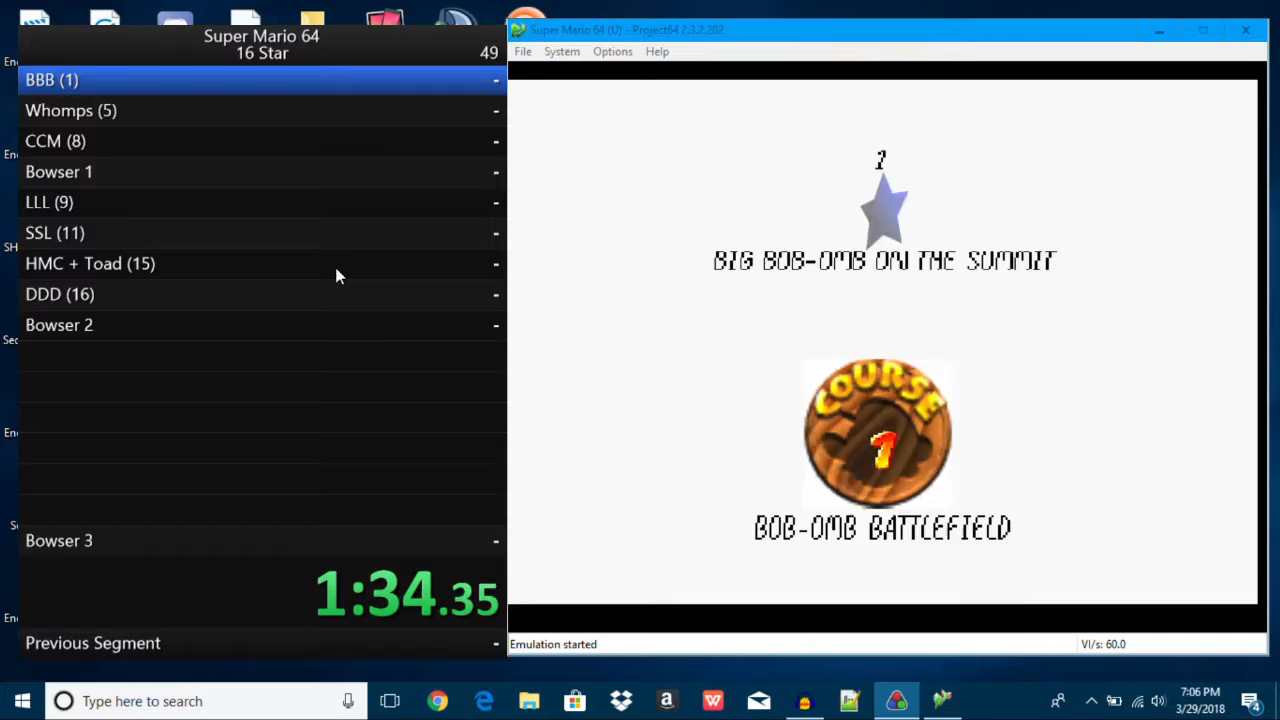 Super Mario 64
16 Star
49
BBB (1) -
Whomps (5) -
CCM (8) -
Bowser 1 -
LLL (9) -
SSL (11) -
HMC + Toad (15) -
DDD (16) -
Bowser 2 -
Bowser 3 -
1:34.35
Previous Segment -
Super Mario 64 (U) - Project64 2.3.2.202
File System Options Help
1
BIG BOB-OMB ON THE SUMMIT
COURSE
1
BOB-OMB BATTLEFIELD
Emulation started
VI/s: 60.0
Type here to search
7:06 PM
3/29/2018
4